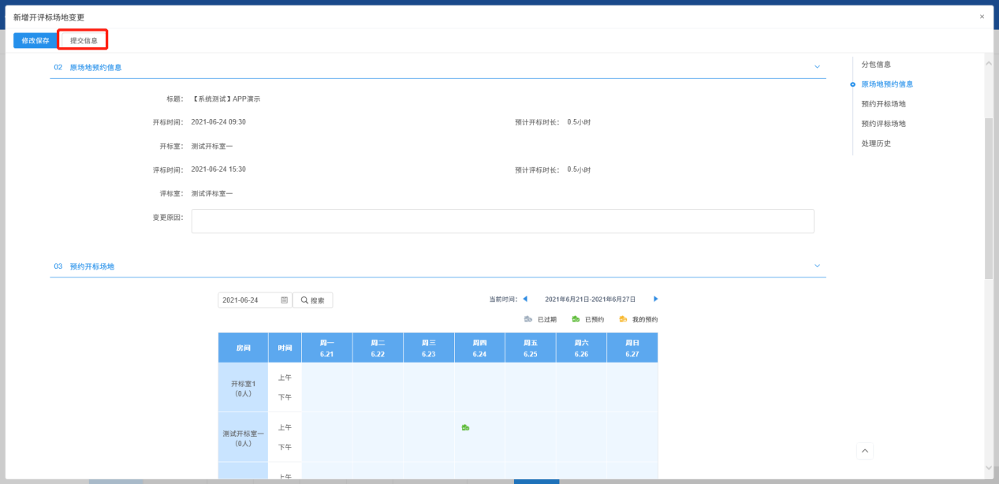 新增开评标场地变更
×
修改保存 提交信息
02 原场地预约信息
标题： 【系统测试】APP演示
开标时间： 2021-06-24 09:30 预计开标时长： 0.5小时
开标室： 测试开标室一
评标时间： 2021-06-24 15:30 预计评标时长： 0.5小时
评标室： 测试评标室一
变更原因：
03 预约开标场地
2021-06-24 搜索 当前时间： 2021年6月21日-2021年6月27日
已过期 已预约 我的预约
房间 时间 周一 周二 周三 周四 周五 周六 周日
6.21 6.22 6.23 6.24 6.25 6.26 6.27
开标室1
（0人）
上午
下午
测试开标室一
（0人）
上午
下午
上午
分包信息
原场地预约信息
预约开标场地
预约评标场地
处理历史